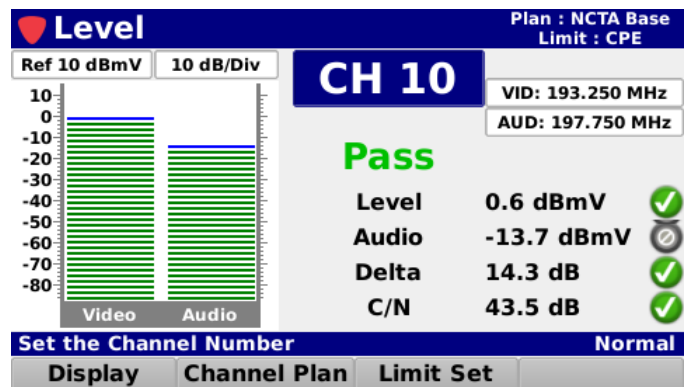 Level
Plan : NCTA Base
Limit : CPE
Ref 10 dBmV
10 dB/Div
CH 10
VID: 193.250 MHz
AUD: 197.750 MHz
10
0
-10
-20
-30
-40
-50
-60
-70
-80
Video
Audio
Pass
Level 0.6 dBmV
Audio -13.7 dBmV
Delta 14.3 dB
C/N 43.5 dB
Set the Channel Number
Normal
Display
Channel Plan
Limit Set